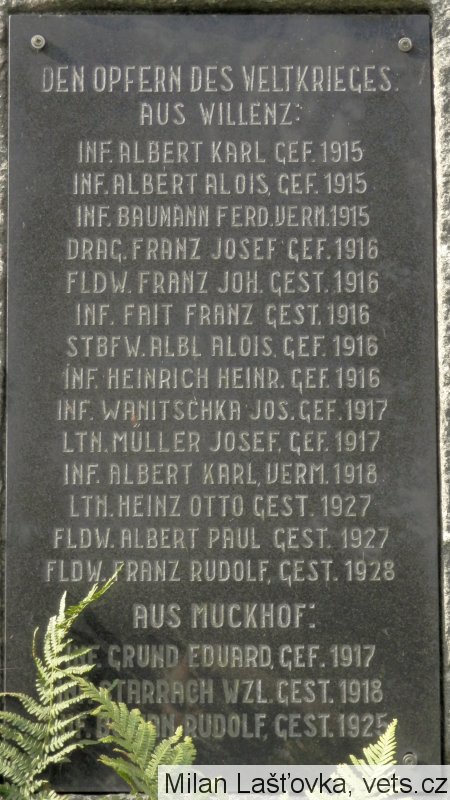 DEN OPFERN DES WELTKRIEGES.
AUS WILLENZ:
INF. ALBERT KARL GEF. 1915
INF. ALBERT ALOIS, GEF. 1915
INF. BAUMANN FERD. VERM. 1915
DRAG. FRANZ JOSEF GEF. 1916
FLDW. FRANZ JOH. GEST. 1916
INF. FAIT FRANZ GEST. 1916
STBFW. ALBL ALOIS, GEF. 1916
INF. HEINRICH HEINR. GEF. 1916
INF. WANITSCHKA JOS. GEF. 1917
LTN. MÜLLER JOSEF, GEF. 1917
INF. ALBERT KARL, VERM. 1918
LTN. HEINZ OTTO GEST. 1927
FLDW. ALBERT PAUL GEST. 1927
FLDW. FRANZ RUDOLF, GEST. 1928
AUS MUCKHOF:
INF. GRUND EDUARD, GEF. 1917
WZL. GEST. 1918
RUDOLF, GEST. 1925
Milan Lašťovka, vets.cz